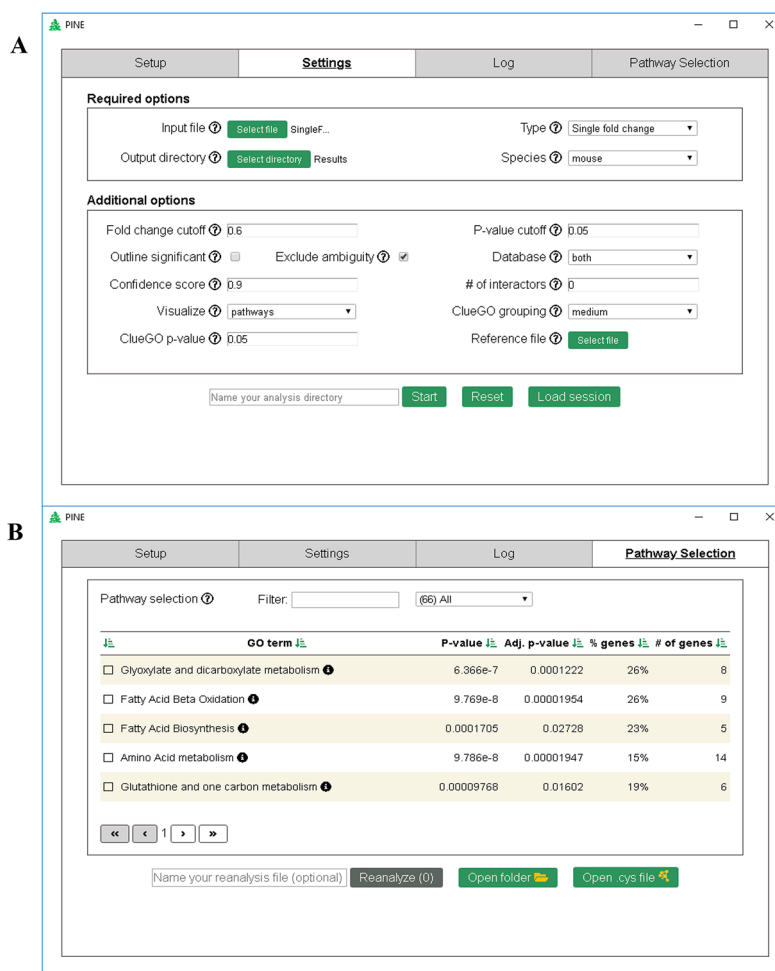 A
PINE
Setup Settings Log Pathway Selection
Required options
Input file Select file SingleF... Type Single fold change
Output directory Select directory Results Species mouse
Additional options
Fold change cutoff 0.6 P-value cutoff 0.05
Outline significant Exclude ambiguity Database both
Confidence score 0.9 # of interactors 0
Visualize pathways ClueGO grouping medium
ClueGO p-value 0.05 Reference file Select file
Name your analysis directory Start Reset Load session
B
PINE
Setup Settings Log Pathway Selection
Pathway selection Filter: (66) All
GO term P-value Adj. p-value % genes # of genes
Glyoxylate and dicarboxylate metabolism 6.366e-7 0.0001222 26% 8
Fatty Acid Beta Oxidation 9.769e-8 0.00001954 26% 9
Fatty Acid Biosynthesis 0.0001705 0.02728 23% 5
Amino Acid metabolism 9.786e-8 0.00001947 15% 14
Glutathione and one carbon metabolism 0.00009768 0.01602 19% 6
« ‹ 1 › »
Name your reanalysis file (optional) Reanalyze (0) Open folder Open .cys file